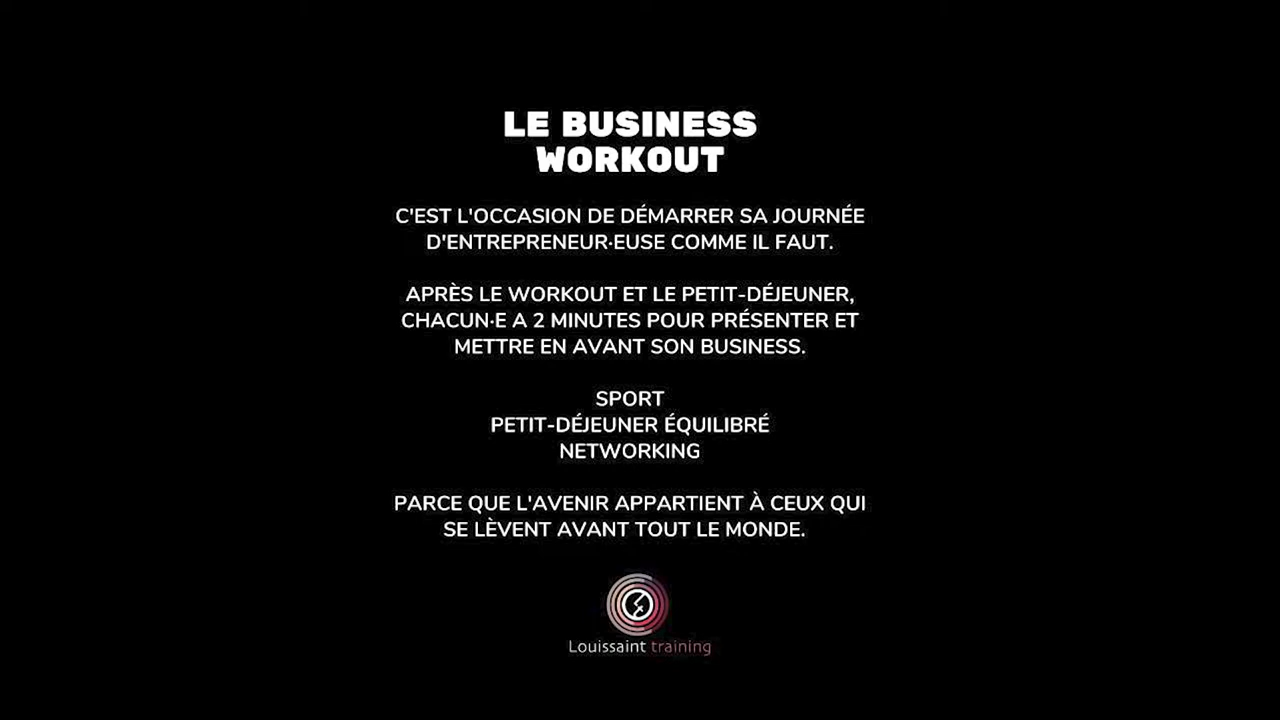 LE BUSINESS
WORKOUT
C'EST L'OCCASION DE DÉMARRER SA JOURNÉE
D'ENTREPRENEUR·EUSE COMME IL FAUT.
APRÈS LE WORKOUT ET LE PETIT-DÉJEUNER,
CHACUN·E A 2 MINUTES POUR PRÉSENTER ET
METTRE EN AVANT SON BUSINESS.
SPORT
PETIT-DÉJEUNER ÉQUILIBRÉ
NETWORKING
PARCE QUE L'AVENIR APPARTIENT À CEUX QUI
SE LÈVENT AVANT TOUT LE MONDE.
Louissaint training